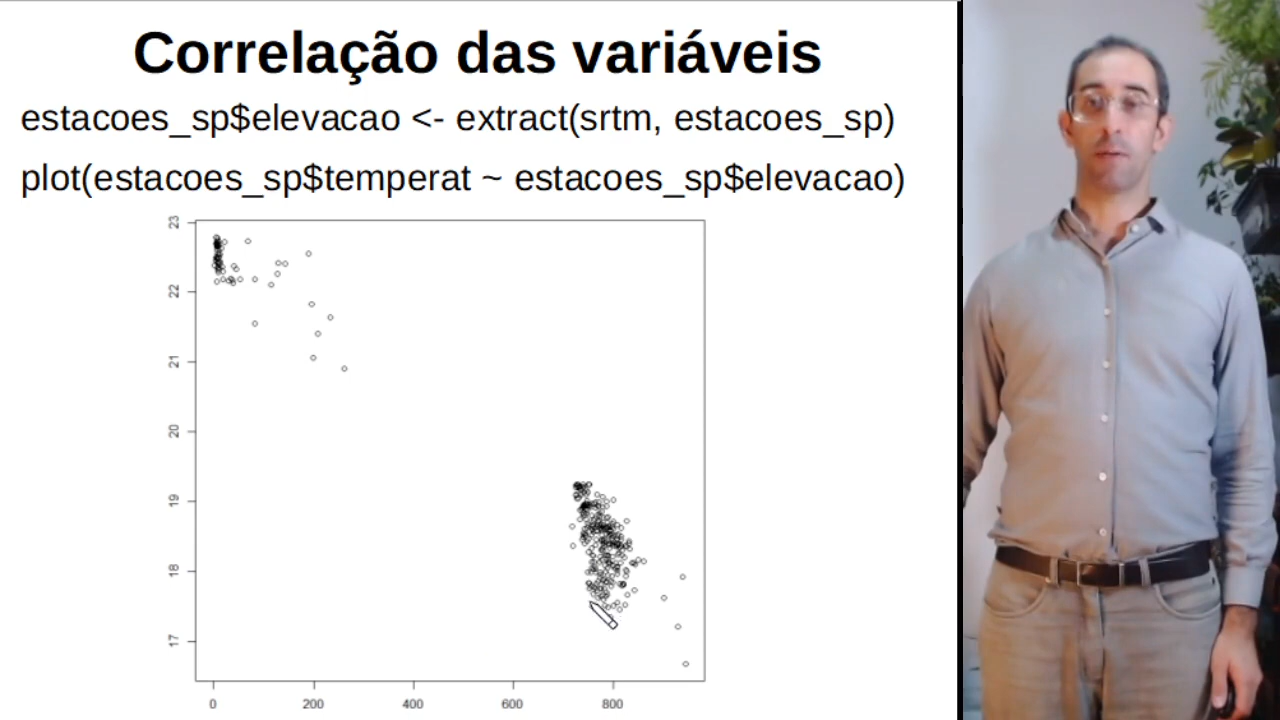 Correlação das variáveis
estacoes_sp$elevacao <- extract(srtm, estacoes_sp)
plot(estacoes_sp$temperat ~ estacoes_sp$elevacao)
23
22
21
20
19
18
17
0 200 400 600 800